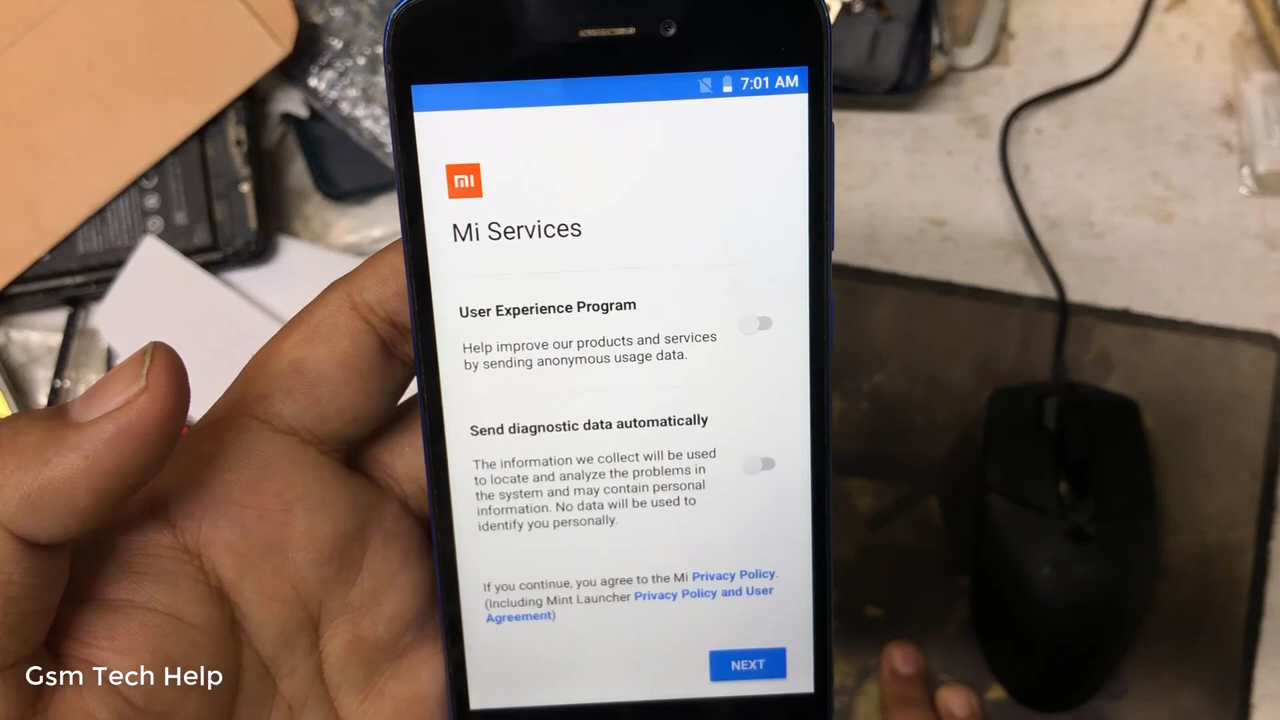 7:01 AM
mi
Mi Services
User Experience Program
Help improve our products and services
by sending anonymous usage data.
Send diagnostic data automatically
The information we collect will be used
to locate and analyze the problems in
the system and may contain personal
information. No data will be used to
identify you personally.
If you continue, you agree to the Mi Privacy Policy.
(Including Mint Launcher Privacy Policy and User
Agreement)
NEXT
Gsm Tech Help